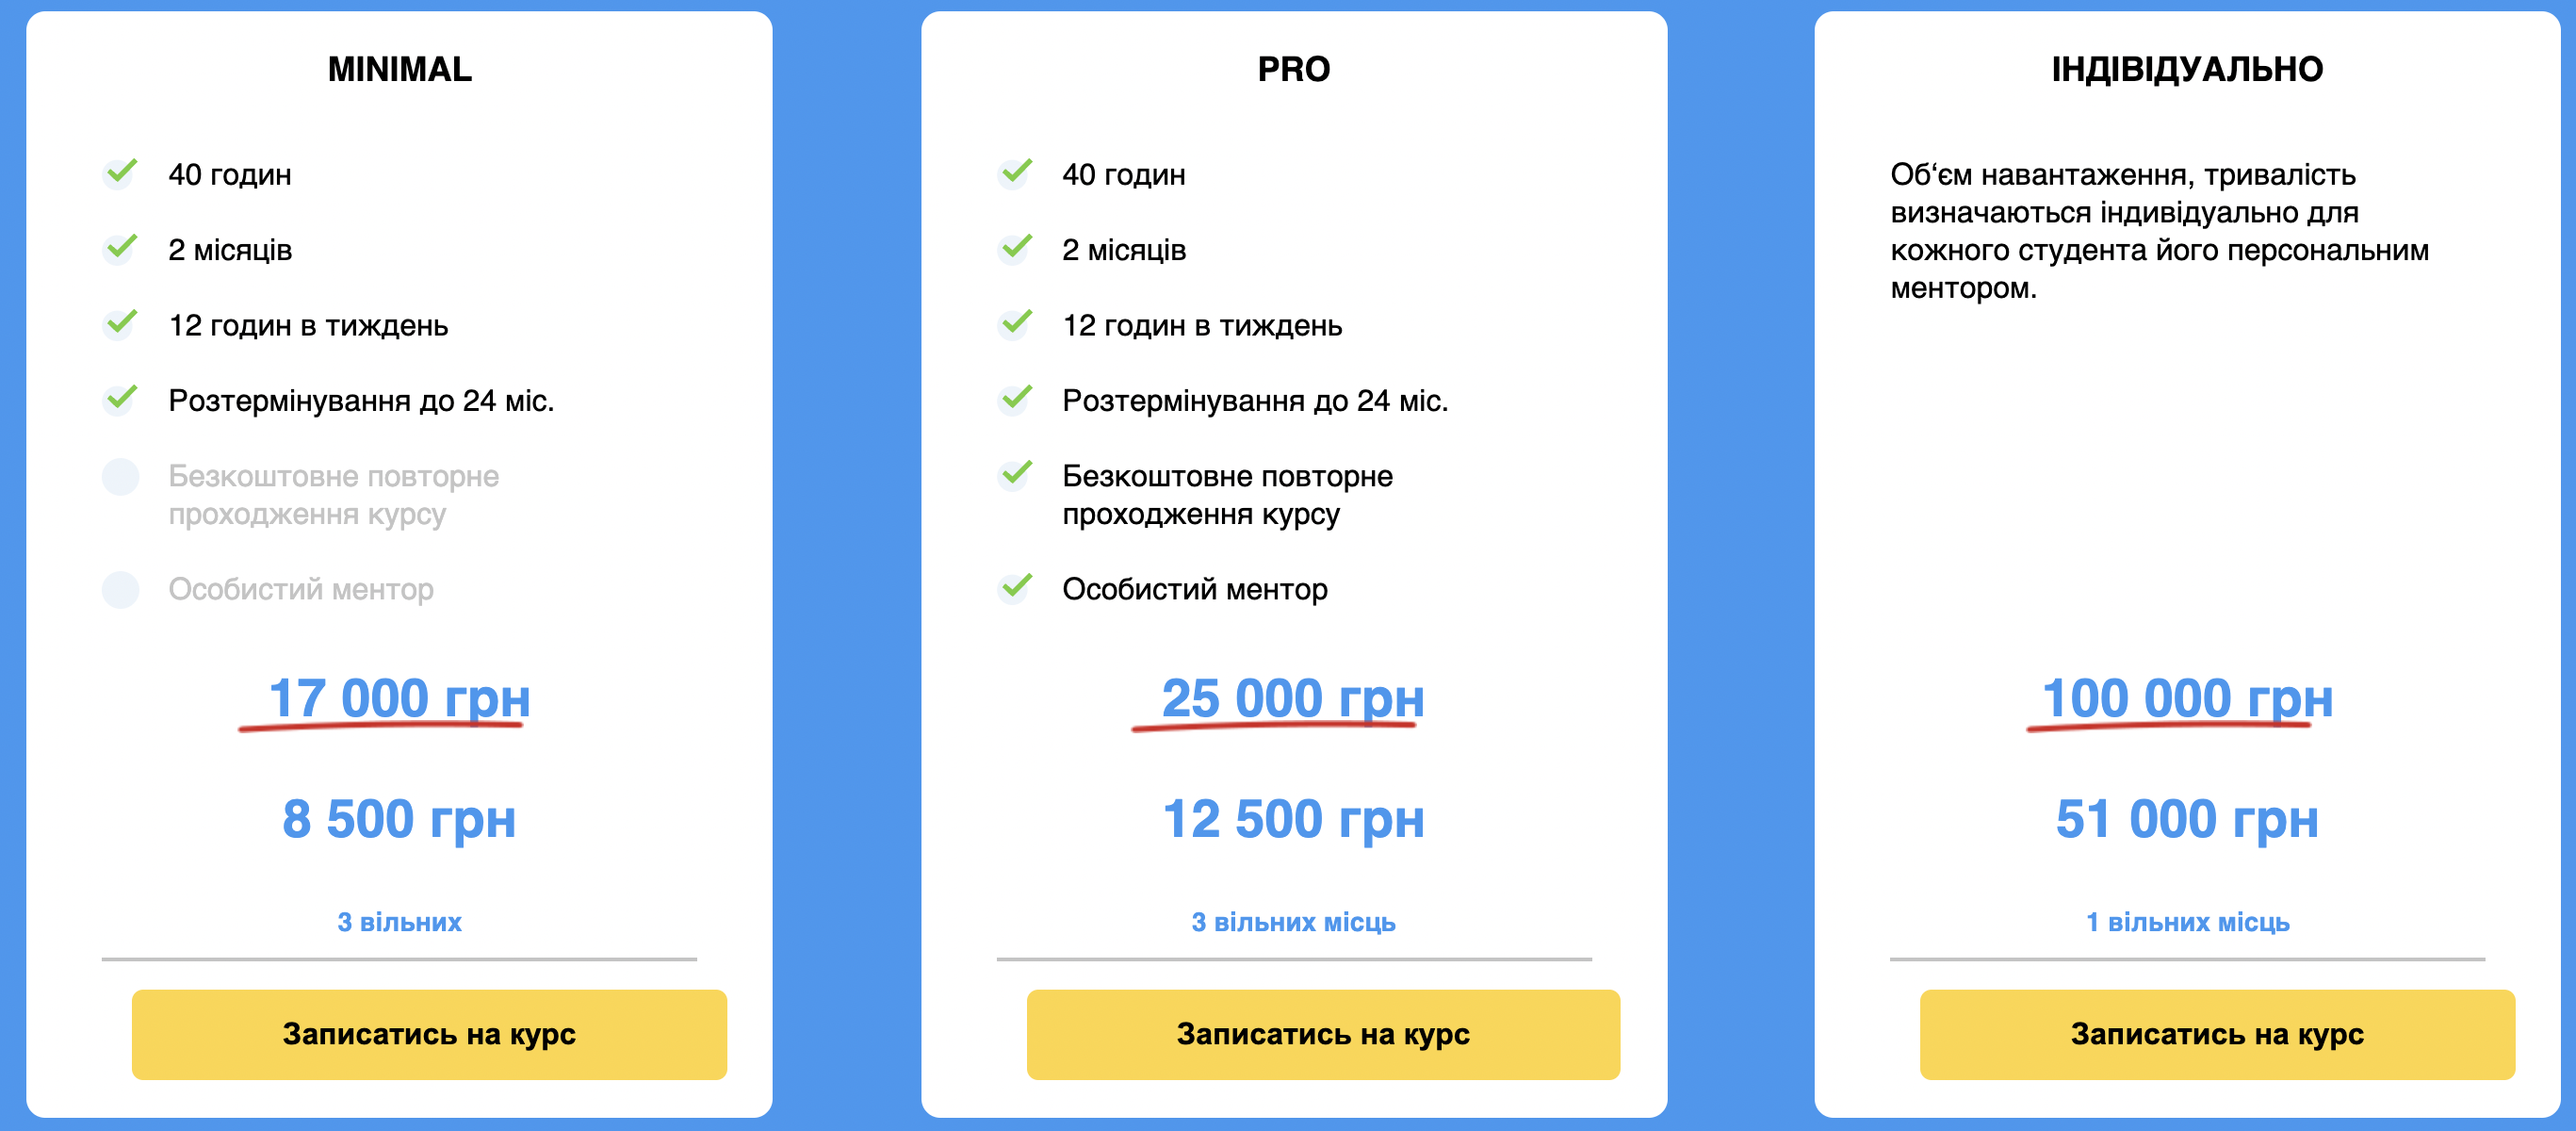 MINIMAL
40 годин
2 місяців
12 годин в тиждень
Розтермінування до 24 міс.
Безкоштовне повторне
проходження курсу
Особистий ментор
17 000 грн
8 500 грн
3 вільних
Записатись на курс
PRO
40 годин
2 місяців
12 годин в тиждень
Розтермінування до 24 міс.
Безкоштовне повторне
проходження курсу
Особистий ментор
25 000 грн
12 500 грн
3 вільних місць
Записатись на курс
ІНДІВІДУАЛЬНО
Об‘єм навантаження, тривалість
визначаються індивідуально для
кожного студента його персональним
ментором.
100 000 грн
51 000 грн
1 вільних місць
Записатись на курс